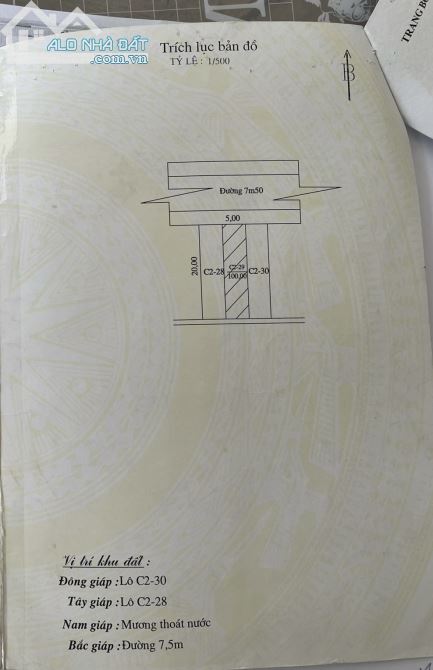 ALO NHÀ ĐẤT
.com.vn
Trích lục bản đồ
TỶ LỆ : 1/500
TRANG B
B
Đường 7m50
5,00
20,00
C2-28
C2-29
100,00
C2-30
Vị trí khu đất :
Đông giáp : Lô C2-30
Tây giáp : Lô C2-28
Nam giáp : Mương thoát nước
Bắc giáp : Đường 7,5m